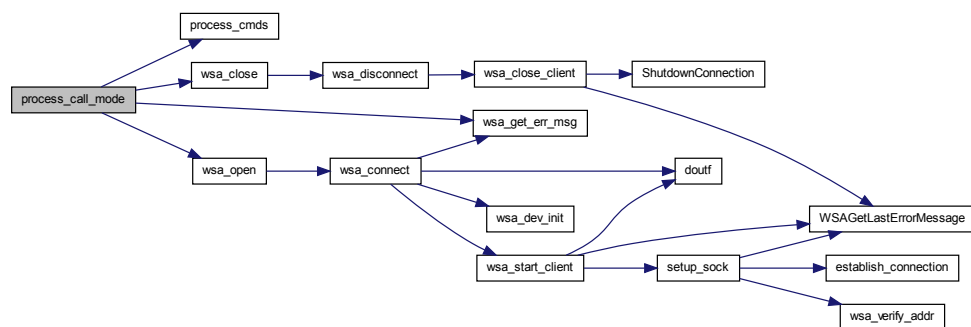 process_cmds
wsa_close
wsa_disconnect
wsa_close_client
ShutdownConnection
process_call_mode
wsa_get_err_msg
wsa_open
wsa_connect
doutf
wsa_dev_init
WSAGetLastErrorMessage
wsa_start_client
setup_sock
establish_connection
wsa_verify_addr